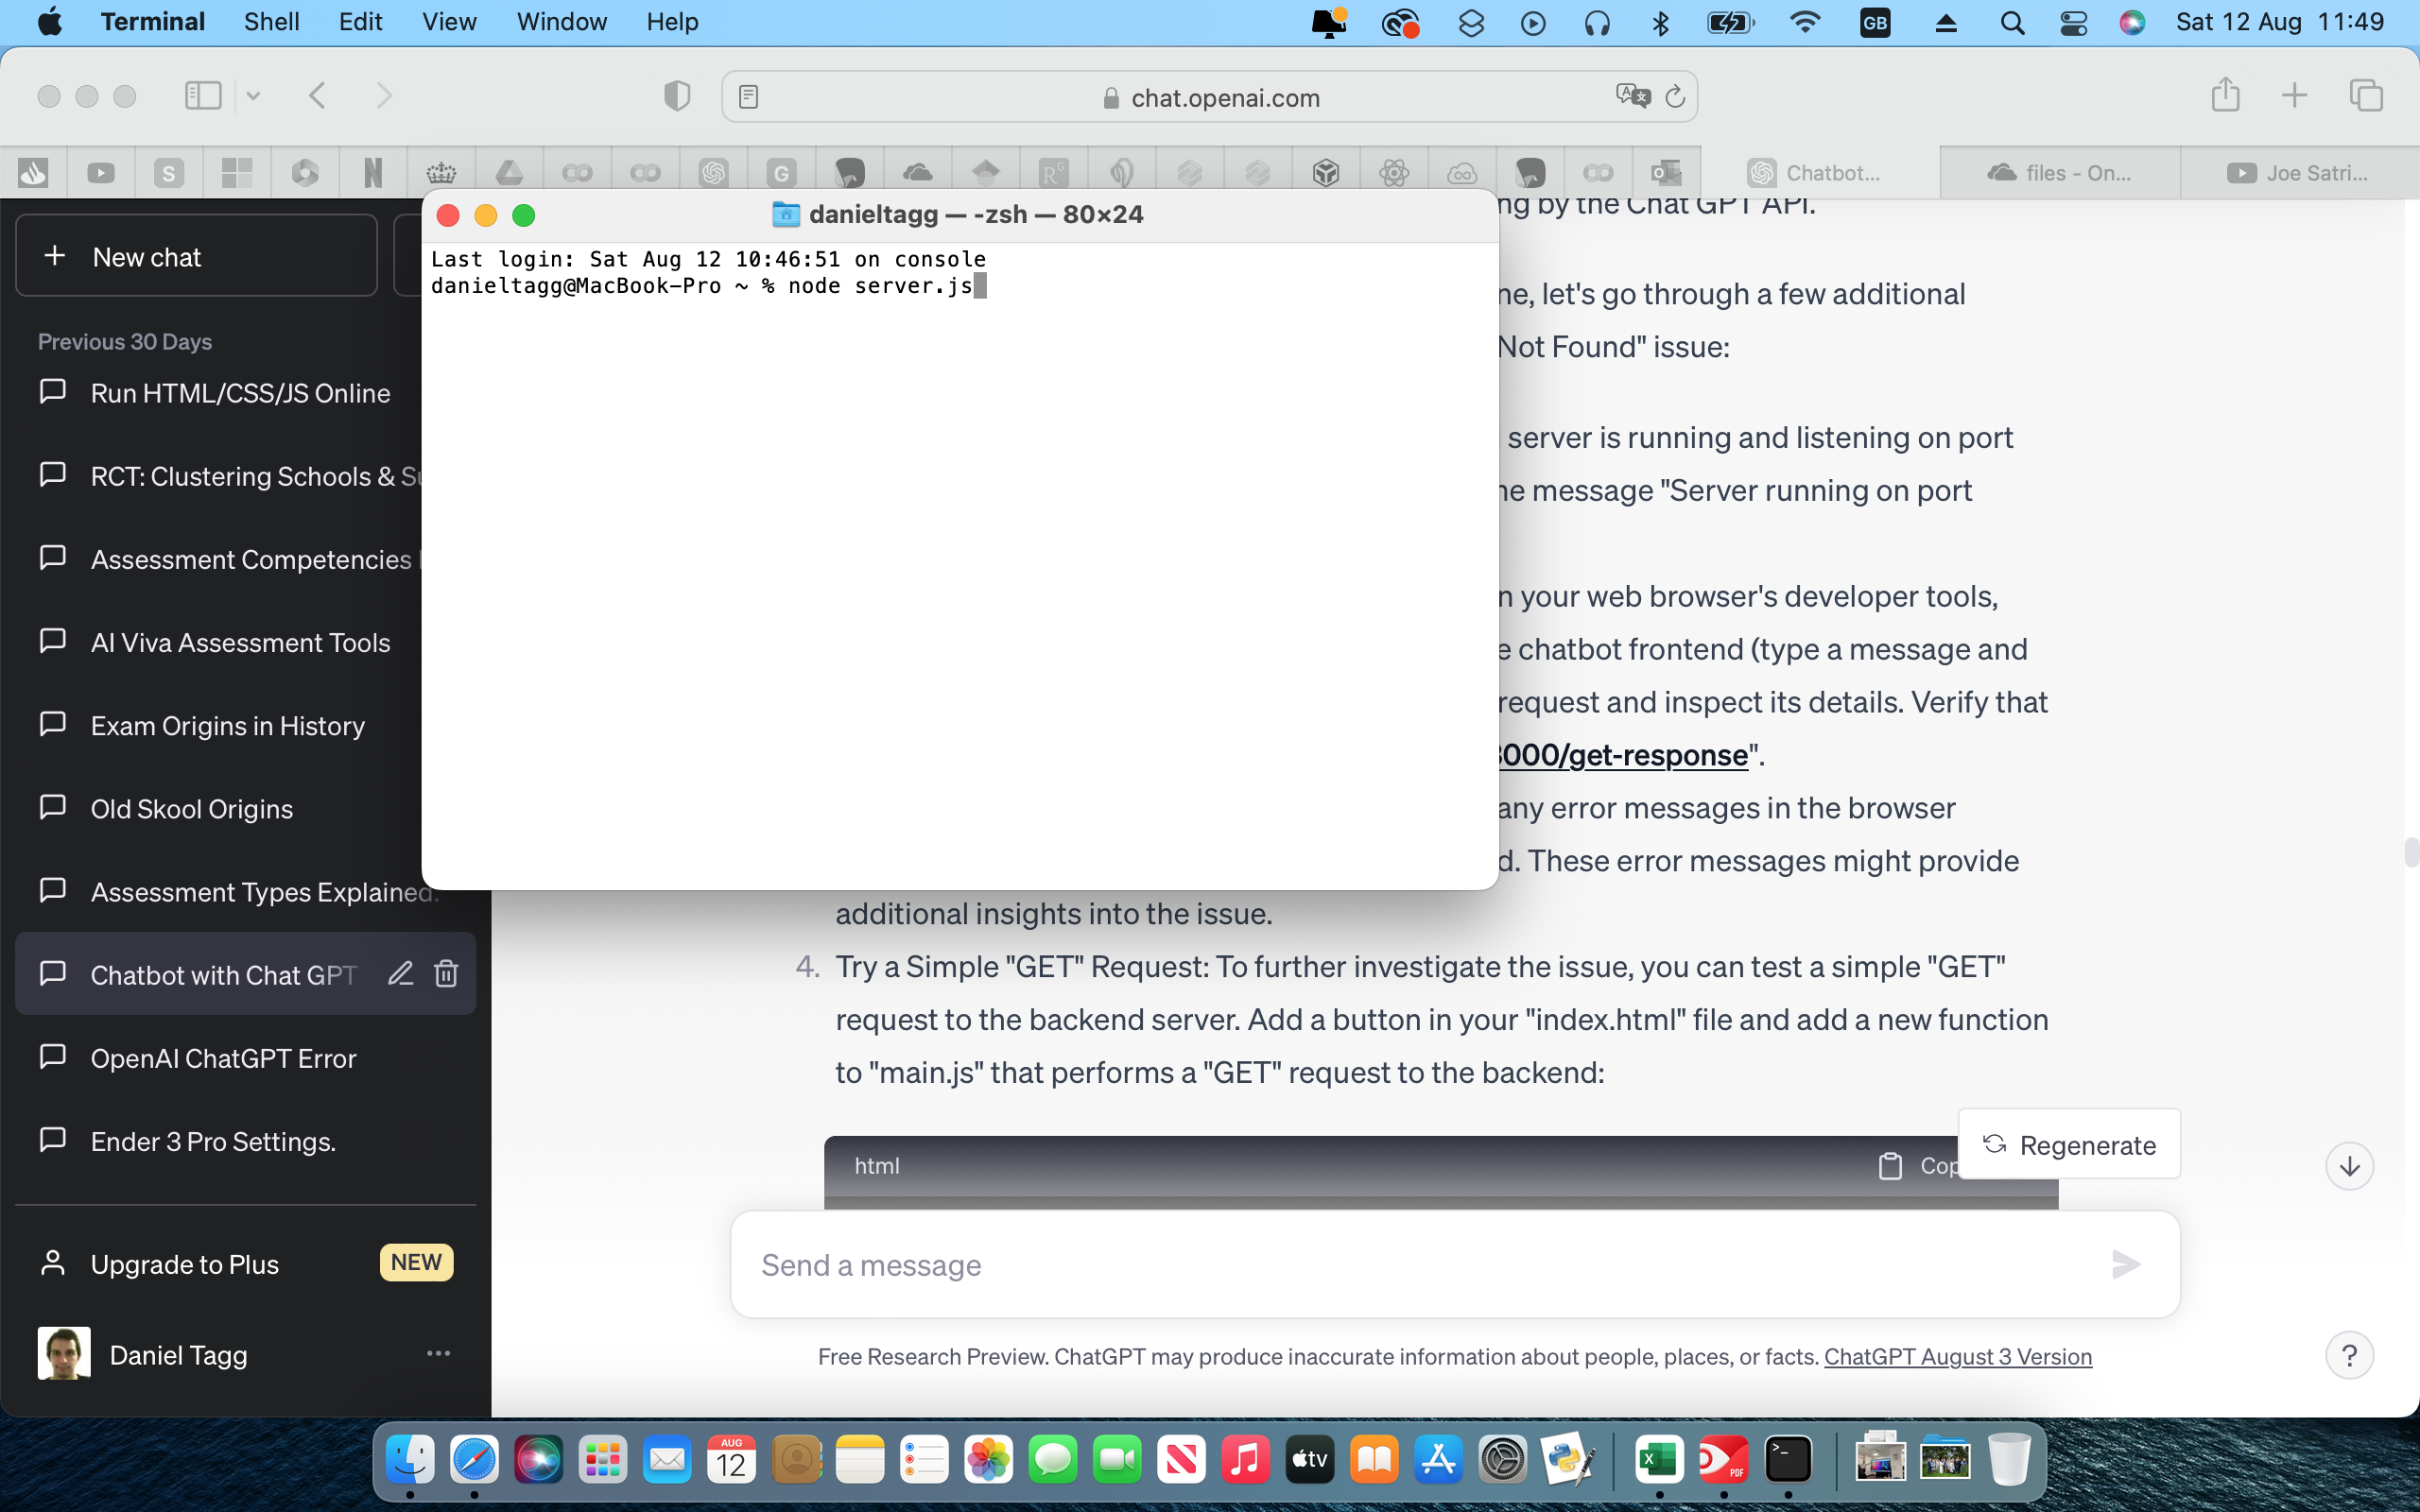 Terminal Shell Edit View Window Help
GB
Sat 12 Aug 11:49
chat.openai.com
S
N
G
RG
Chatbot...
files - On...
Joe Satri...
New chat
Previous 30 Days
Run HTML/CSS/JS Online
RCT: Clustering Schools & Su
Assessment Competencies
AI Viva Assessment Tools
Exam Origins in History
Old Skool Origins
Assessment Types Explained.
Chatbot with Chat GPT
OpenAI ChatGPT Error
Ender 3 Pro Settings.
Upgrade to Plus NEW
Daniel Tagg
danieltagg — -zsh — 80×24
Last login: Sat Aug 12 10:46:51 on console
danieltagg@MacBook-Pro ~ % node server.js
ng by the Chat GPT API.
ne, let's go through a few additional
Not Found" issue:
server is running and listening on port
he message "Server running on port
n your web browser's developer tools,
e chatbot frontend (type a message and
request and inspect its details. Verify that
3000/get-response".
any error messages in the browser
d. These error messages might provide
additional insights into the issue.
4. Try a Simple "GET" Request: To further investigate the issue, you can test a simple "GET"
request to the backend server. Add a button in your "index.html" file and add a new function
to "main.js" that performs a "GET" request to the backend:
html
Cop
Regenerate
Send a message
Free Research Preview. ChatGPT may produce inaccurate information about people, places, or facts. ChatGPT August 3 Version
?
AUG
12
tv
X
PDF